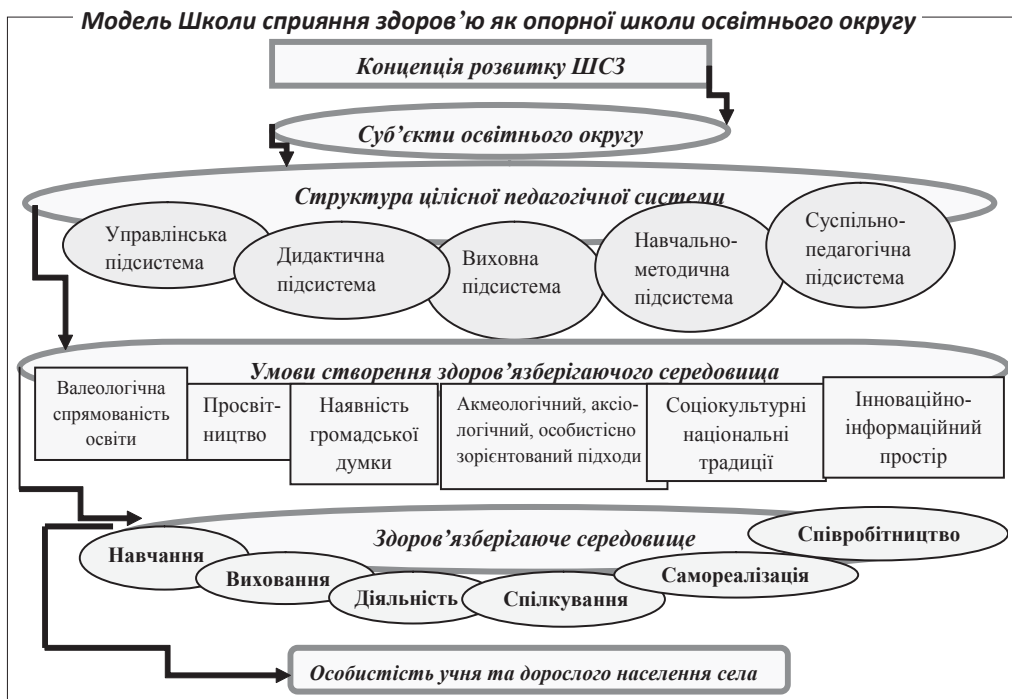 Модель Школи сприяння здоров’ю як опорної школи освітнього округу
Концепція розвитку ШСЗ
Суб’єкти освітнього округу
Структура цілісної педагогічної системи
Управлінська
підсистема
Дидактична
підсистема
Виховна
підсистема
Навчально-
методична
підсистема
Суспільно-
педагогічна
підсистема
Умови створення здоров'язберігаючого середовища
Валеологічна
спрямованість
освіти
Просвіт-
ництво
Наявність
громадської
думки
Акмеологічний, аксіо-
логічний, особистісно
зорієнтований підходи
Соціокультурні
національні
традиції
Інноваційно-
інформаційний
простір
Здоров’язберігаюче середовище
Навчання
Виховання
Діяльність
Спілкування
Самореалізація
Співробітництво
Особистість учня та дорослого населення села